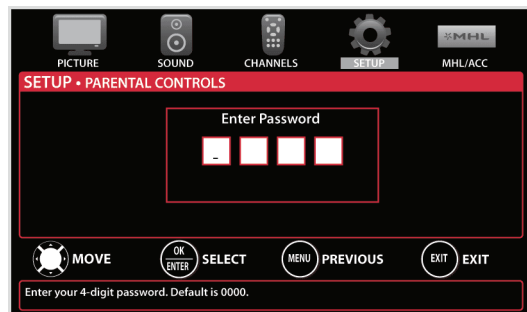 PICTURE SOUND CHANNELS SETUP MHL/ACC
MHL
SETUP • PARENTAL CONTROLS
Enter Password
-
MOVE OK ENTER SELECT MENU PREVIOUS EXIT EXIT
Enter your 4-digit password. Default is 0000.